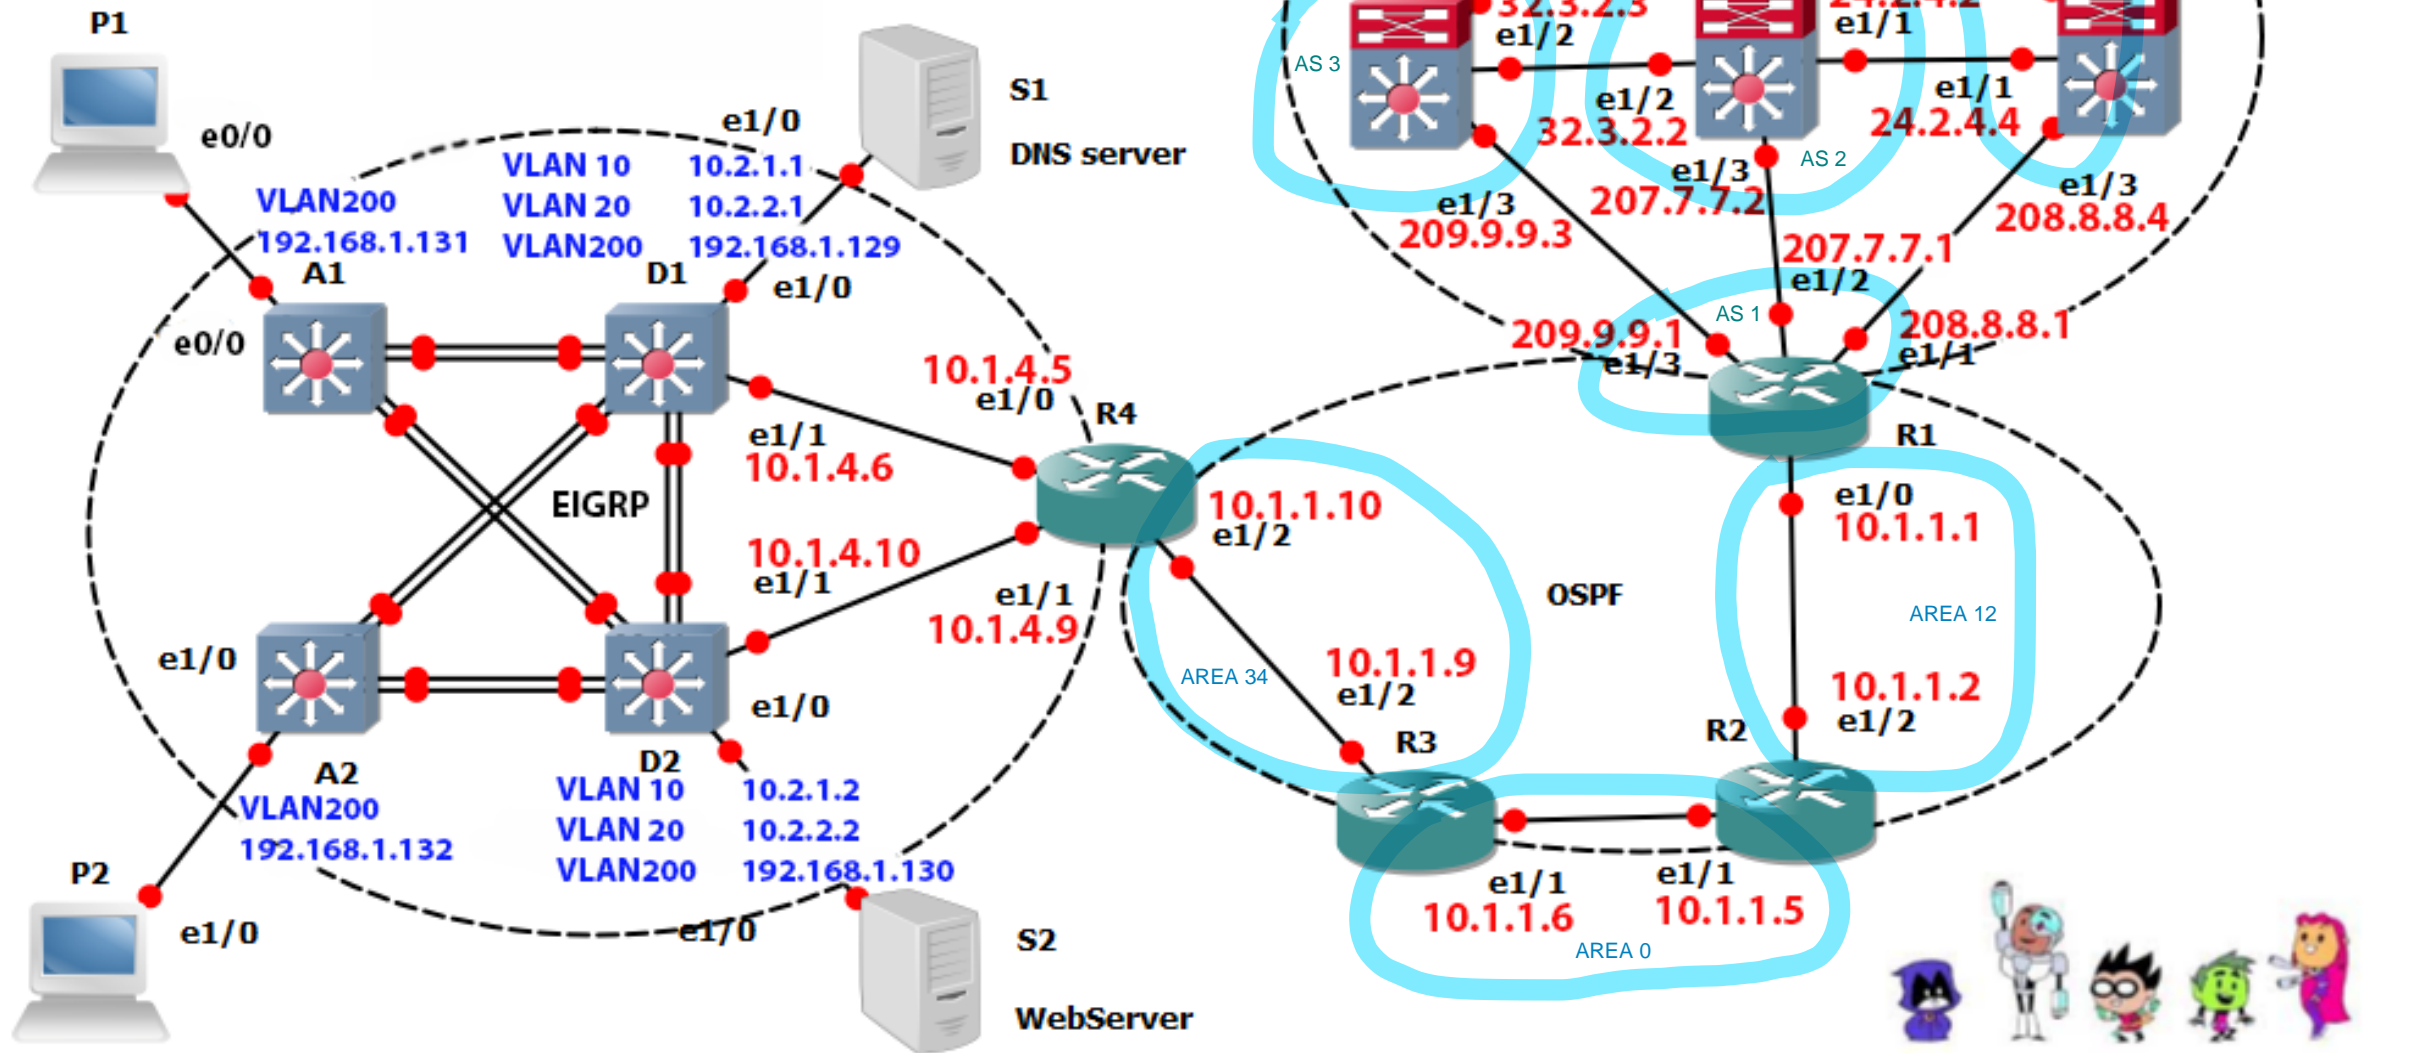 P1
e0/0
VLAN200
192.168.1.131
A1
e0/0
VLAN 10 10.2.1.1
VLAN 20 10.2.2.1
VLAN200 192.168.1.129
D1
e1/0
e1/0
S1
DNS server
10.1.4.5
e1/0
e1/1
10.1.4.6
R4
EIGRP
10.1.4.10
e1/1
e1/1
10.1.4.9
e1/0
A2
VLAN200
192.168.1.132
P2
e1/0
e1/0
D2
VLAN 10 10.2.1.2
VLAN 20 10.2.2.2
VLAN200 192.168.1.130
e1/0
S2
WebServer
AS 3
32.3.2.3
e1/2
e1/2
32.3.2.2
e1/3
209.9.9.3
e1/3
207.7.7.2
AS 2
24.2.4.2
e1/1
e1/1
24.2.4.4
e1/3
208.8.8.4
207.7.7.1
e1/2
AS 1
209.9.9.1
e1/3
208.8.8.1
e1/1
R1
10.1.1.10
e1/2
OSPF
e1/0
10.1.1.1
AREA 12
AREA 34
10.1.1.9
e1/2
R3
10.1.1.2
e1/2
R2
e1/1
10.1.1.6
e1/1
10.1.1.5
AREA 0